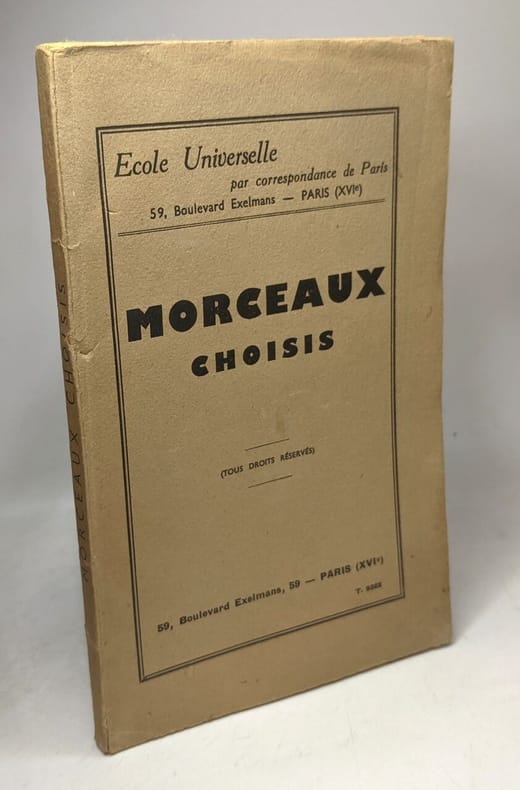 Ecole Universelle
par correspondance de Paris
59, Boulevard Exelmans — PARIS (XVIᵉ)
MORCEAUX
CHOISIS
(TOUS DROITS RÉSERVÉS)
59, Boulevard Exelmans, 59 — PARIS (XVIᵉ)
T.
MORCEAUX CHOISIS